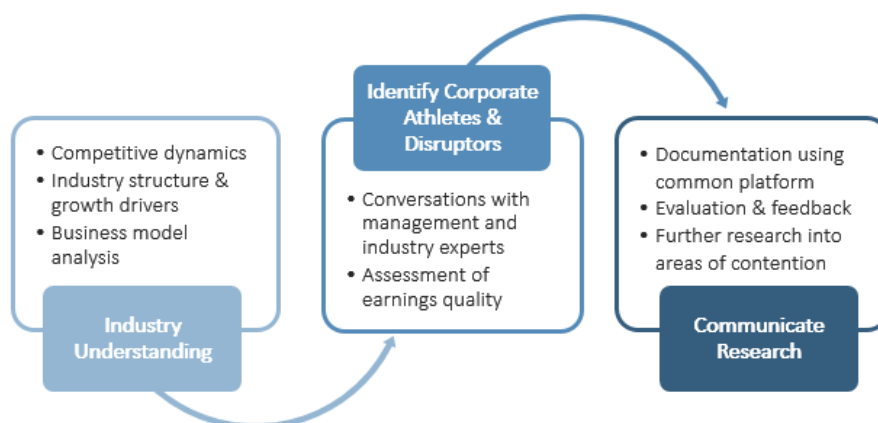 • Competitive dynamics
• Industry structure &
growth drivers
• Business model
analysis
Industry
Understanding
Identify Corporate
Athletes &
Disruptors
• Conversations with
management and
industry experts
• Assessment of
earnings quality
• Documentation using
common platform
• Evaluation & feedback
• Further research into
areas of contention
Communicate
Research